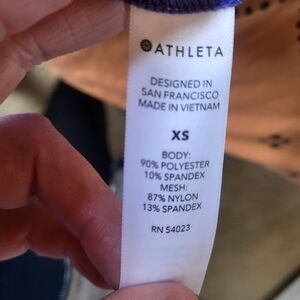 ATHLETA
DESIGNED IN
SAN FRANCISCO
MADE IN VIETNAM
XS
BODY:
90% POLYESTER
10% SPANDEX
MESH:
87% NYLON
13% SPANDEX
RN 54023